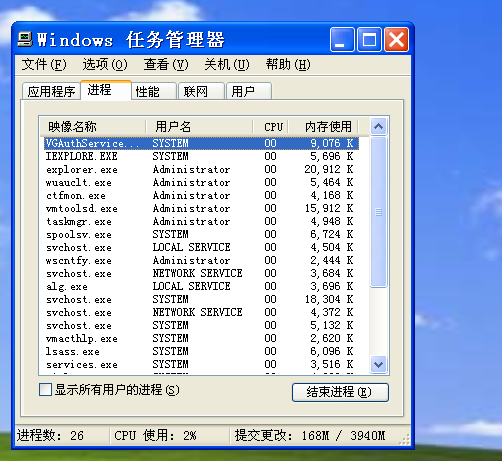 Windows 任务管理器
文件(F) 选项(O) 查看(V) 关机(U) 帮助(H)
应用程序 进程 性能 联网 用户
映像名称 用户名 CPU 内存使用
VGAuthService... SYSTEM 00 9,076 K
IEXPLORE.EXE SYSTEM 00 5,696 K
explorer.exe Administrator 00 20,912 K
wuauclt.exe Administrator 00 5,464 K
ctfmon.exe Administrator 00 4,168 K
vmtoolsd.exe Administrator 00 15,912 K
taskmgr.exe Administrator 00 4,948 K
spoolsv.exe SYSTEM 00 6,724 K
svchost.exe LOCAL SERVICE 00 4,504 K
wscntfy.exe Administrator 00 2,444 K
svchost.exe NETWORK SERVICE 00 3,684 K
alg.exe LOCAL SERVICE 00 3,696 K
svchost.exe SYSTEM 00 18,304 K
svchost.exe NETWORK SERVICE 00 4,372 K
svchost.exe SYSTEM 00 5,132 K
vmacthlp.exe SYSTEM 00 2,620 K
lsass.exe SYSTEM 00 6,096 K
services.exe SYSTEM 00 3,516 K
显示所有用户的进程(S) 结束进程(E)
进程数: 26 CPU 使用: 2% 提交更改: 168M / 3940M